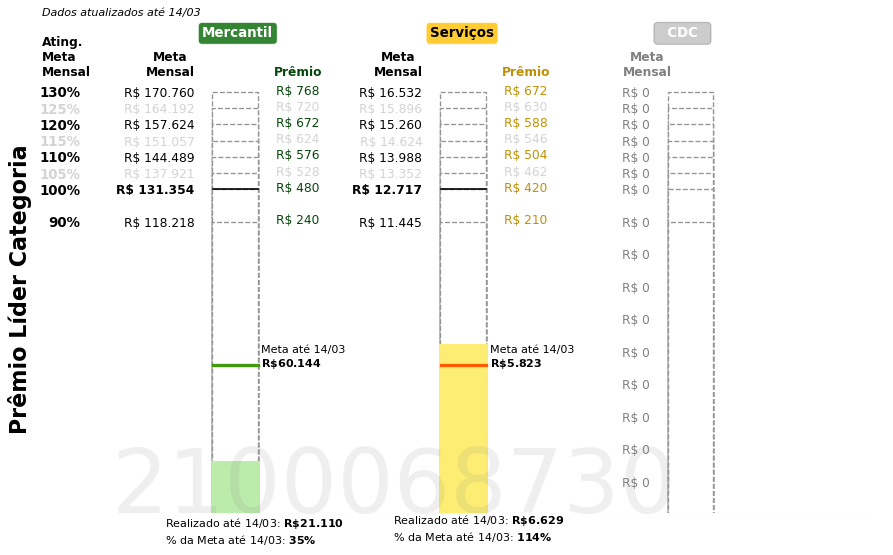 Dados atualizados até 14/03
Mercantil Serviços CDC
Ating. Meta Mensal Meta Mensal Prêmio Meta Mensal Prêmio Meta Mensal
130% R$ 170.760 R$ 768 R$ 16.532 R$ 672 R$ 0
125% R$ 164.192 R$ 720 R$ 15.896 R$ 630 R$ 0
120% R$ 157.624 R$ 672 R$ 15.260 R$ 588 R$ 0
115% R$ 151.057 R$ 624 R$ 14.624 R$ 546 R$ 0
110% R$ 144.489 R$ 576 R$ 13.988 R$ 504 R$ 0
105% R$ 137.921 R$ 528 R$ 13.352 R$ 462 R$ 0
100% R$ 131.354 R$ 480 R$ 12.717 R$ 420 R$ 0
90% R$ 118.218 R$ 240 R$ 11.445 R$ 210 R$ 0
R$ 0
R$ 0
R$ 0
Meta até 14/03 Meta até 14/03 R$ 0
R$60.144 R$5.823
R$ 0
R$ 0
R$ 0
R$ 0
Prêmio Líder Categoria
2100068730
Realizado até 14/03: R$21.110 Realizado até 14/03: R$6.629
% da Meta até 14/03: 35% % da Meta até 14/03: 114%